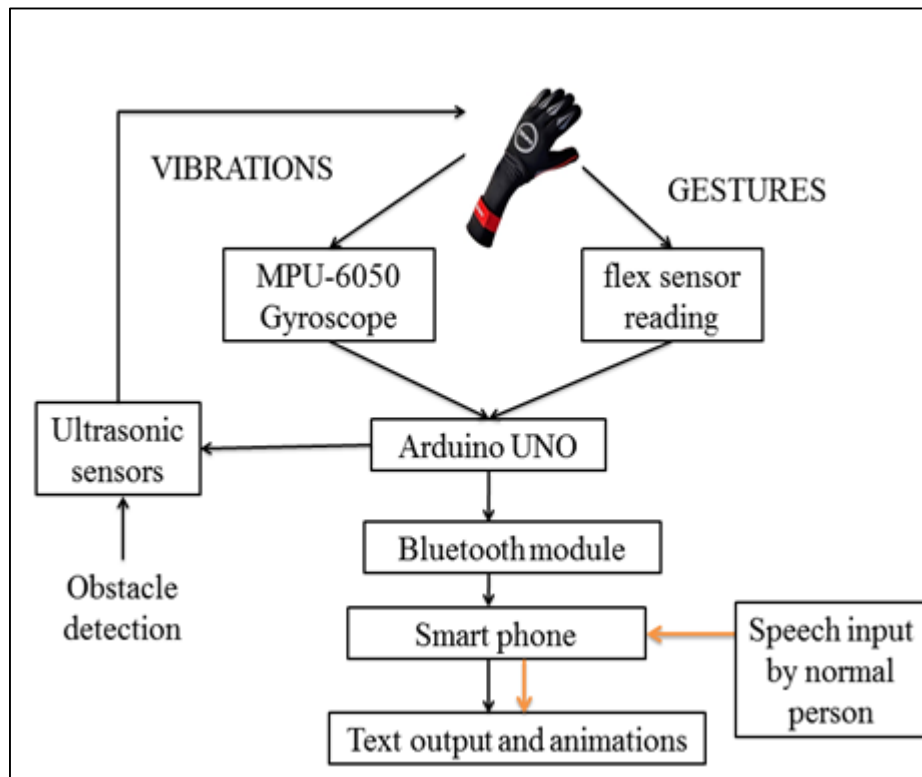 VIBRATIONS
GESTURES
MPU-6050
Gyroscope
flex sensor
reading
Ultrasonic
sensors
Arduino UNO
Bluetooth module
Obstacle
detection
Smart phone
Speech input
by normal
person
Text output and animations